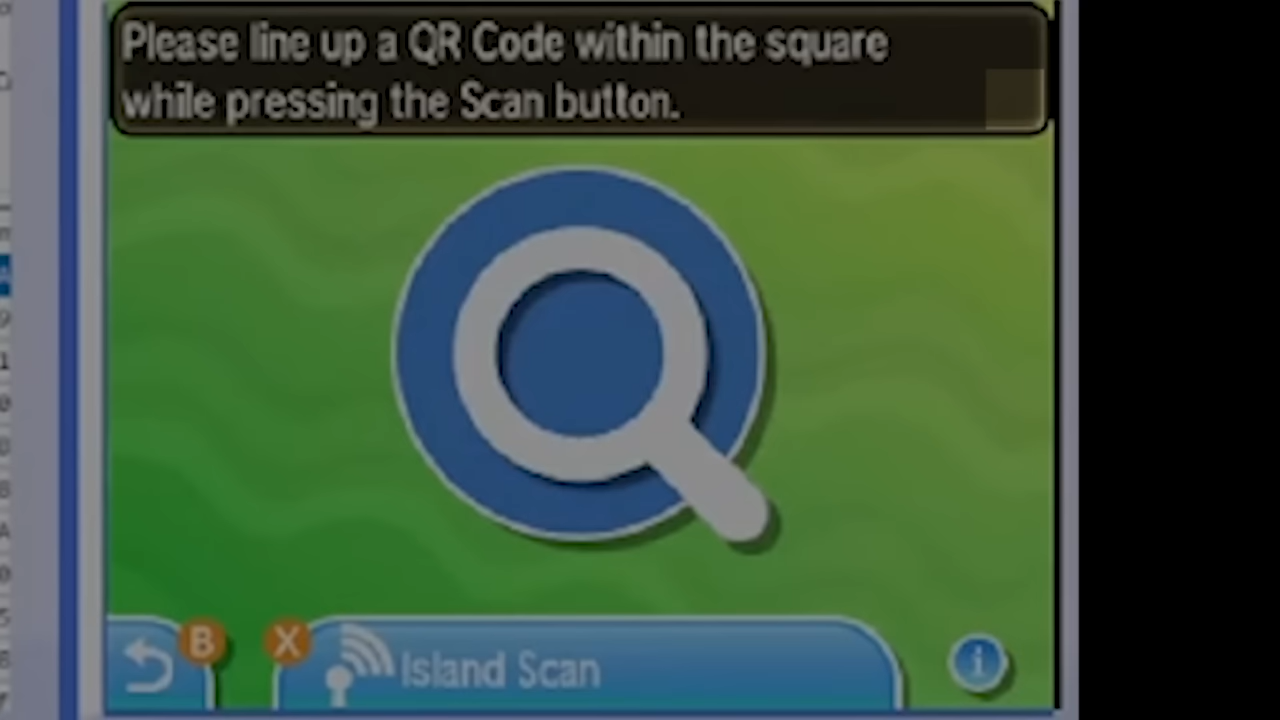 Please line up a QR Code within the square
while pressing the Scan button.
B
X
Island Scan
i